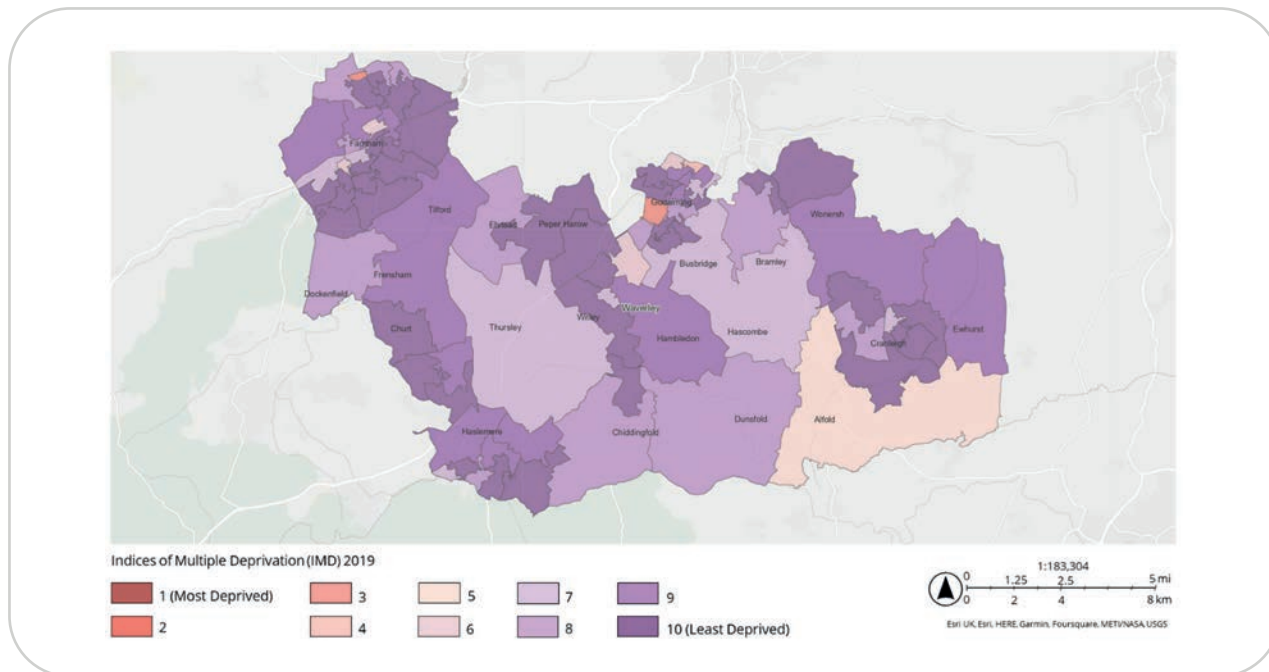 Farnham
Godalming
Tilford
Wonersh
Elstead
Peper Harow
Busbridge
Bramley
Frensham
Dockenfield
Waverley
Churt
Thursley
Witley
Hascombe
Ewhurst
Hambledon
Cranleigh
Dunsfold
Alfold
Haslemere
Chiddingfold
Indices of Multiple Deprivation (IMD) 2019
1 (Most Deprived)
3
5
7
9
2
4
6
8
10 (Least Deprived)
1:183,304
0 1.25 2.5 5 mi
0 2 4 8 km
Esri UK, Esri, HERE, Garmin, Foursquare, METI/NASA, USGS